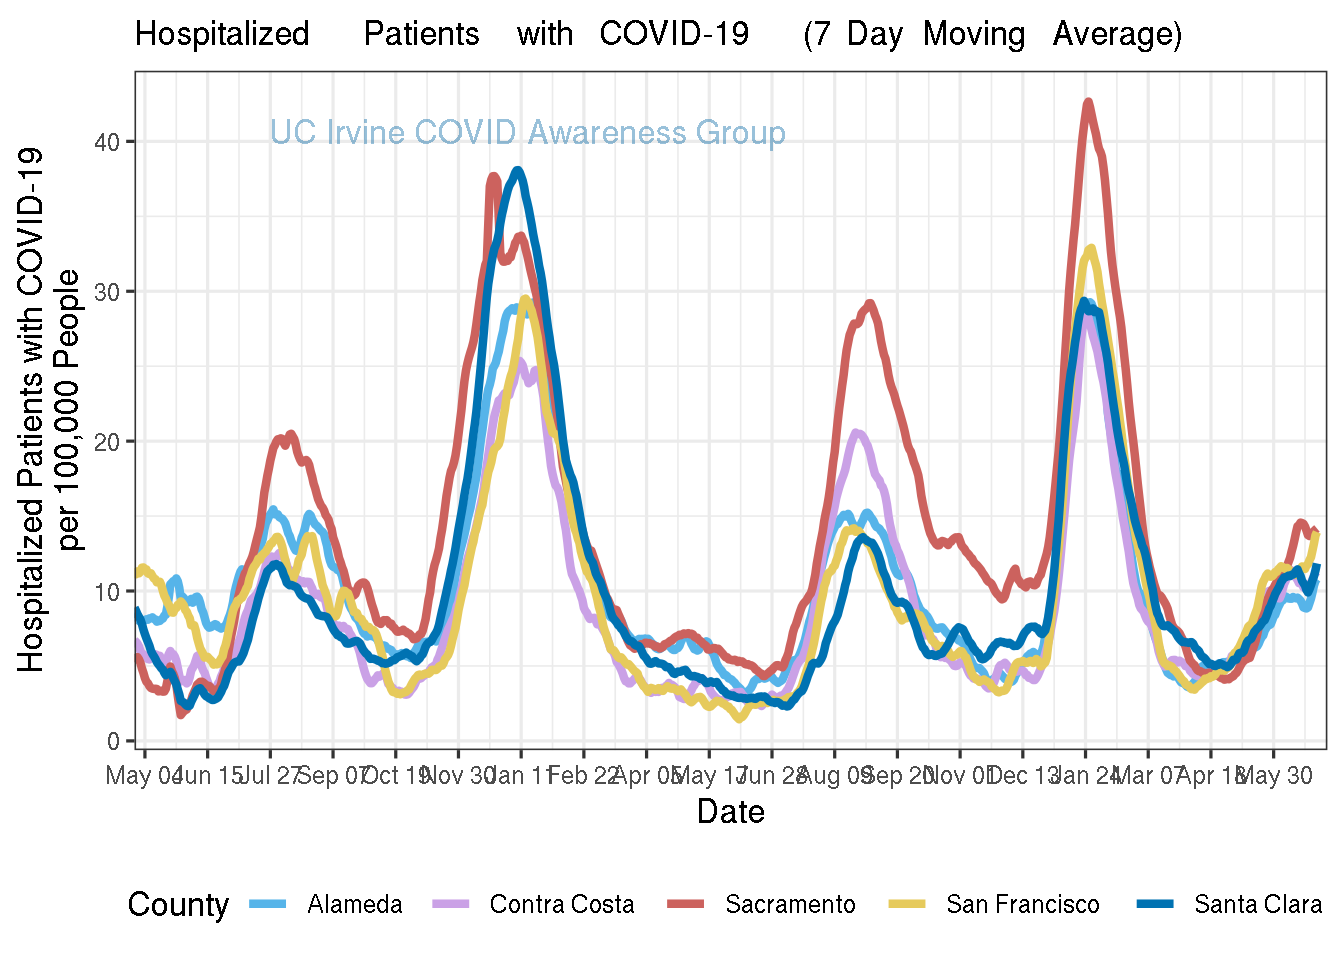 Hospitalized Patients with COVID-19 (7 Day Moving Average)
UC Irvine COVID Awareness Group
Hospitalized Patients with COVID-19
per 100,000 People
40
30
20
10
0
May 04 Jun 15 Jul 27 Sep 07 Oct 19 Nov 30 Jan 11 Feb 22 Apr 05 May 17 Jun 28 Aug 09 Sep 20 Nov 01 Dec 13 Jan 24 Mar 07 Apr 18 May 30
Date
County Alameda Contra Costa Sacramento San Francisco Santa Clara